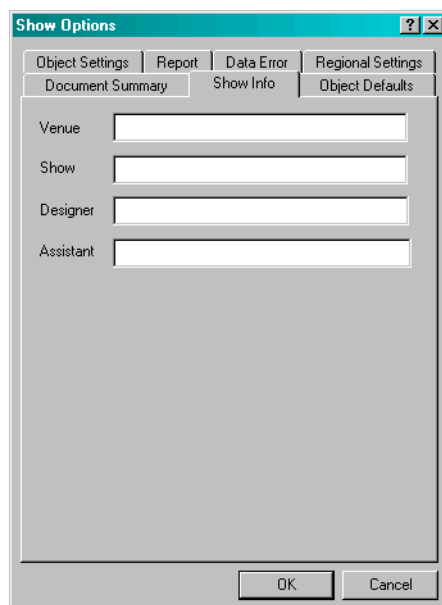 Show Options
Object Settings Report Data Error Regional Settings
Document Summary Show Info Object Defaults
Venue
Show
Designer
Assistant
OK Cancel